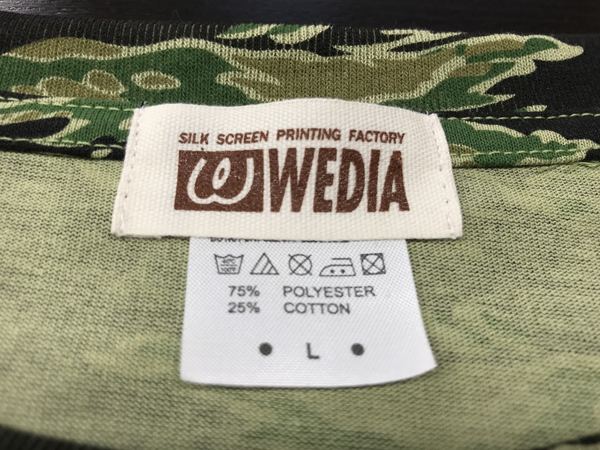 SILK SCREEN PRINTING FACTORY
WEDIA
75% POLYESTER
25% COTTON
• L •